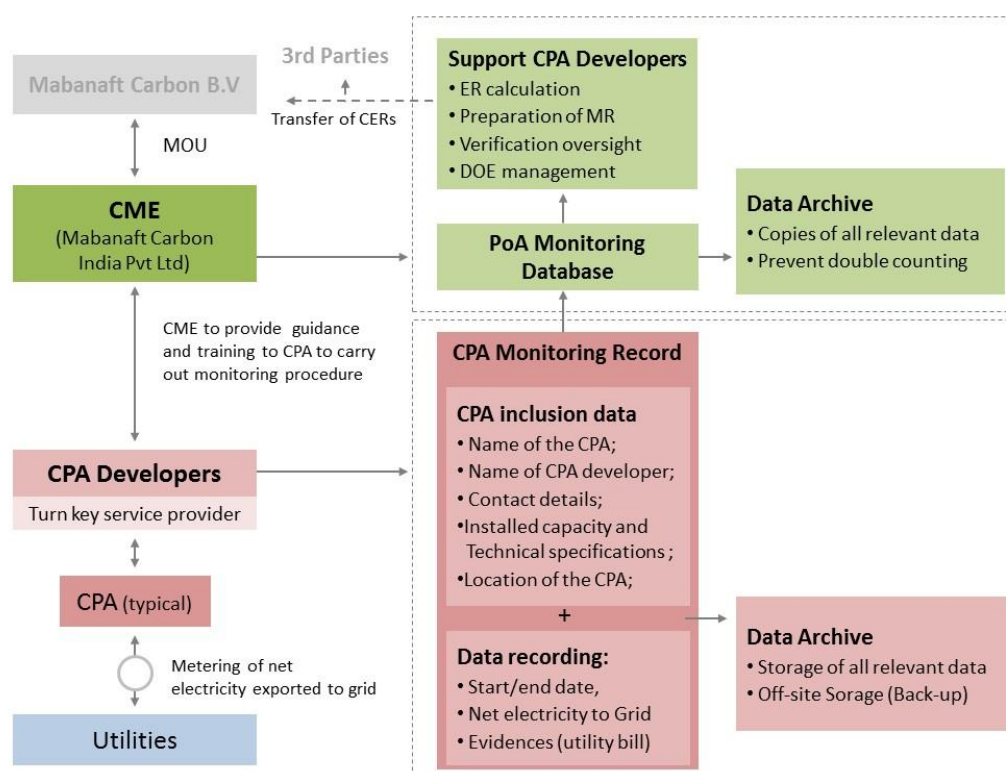 Mabanaft Carbon B.V
MOU
CME
(Mabanaft Carbon
India Pvt Ltd)
CME to provide guidance
and training to CPA to carry
out monitoring procedure
CPA Developers
Turn key service provider
CPA (typical)
Metering of net
electricity exported to grid
Utilities
3rd Parties
Transfer of CERs
Support CPA Developers
• ER calculation
• Preparation of MR
• Verification oversight
• DOE management
PoA Monitoring
Database
Data Archive
• Copies of all relevant data
• Prevent double counting
CPA Monitoring Record
CPA inclusion data
• Name of the CPA;
• Name of CPA developer;
• Contact details;
• Installed capacity and
Technical specifications ;
• Location of the CPA;
+
Data recording:
• Start/end date,
• Net electricity to Grid
• Evidences (utility bill)
Data Archive
• Storage of all relevant data
• Off-site Sorage (Back-up)